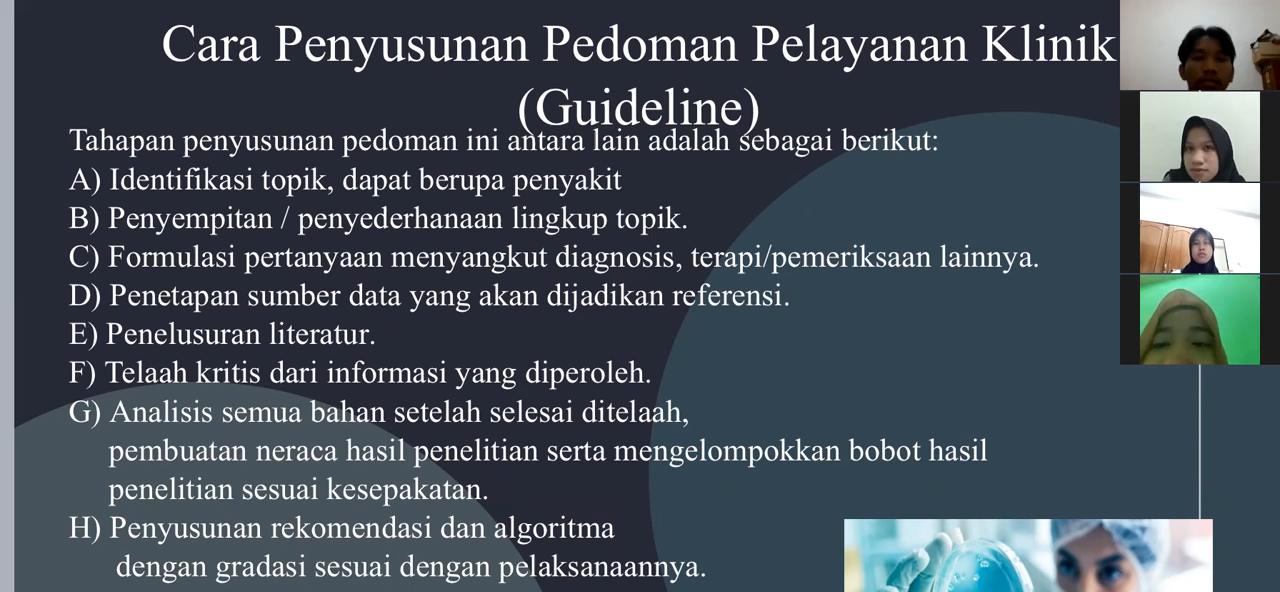 Cara Penyusunan Pedoman Pelayanan Klinik
(Guideline)
Tahapan penyusunan pedoman ini antara lain adalah sebagai berikut:
A) Identifikasi topik, dapat berupa penyakit
B) Penyempitan / penyederhanaan lingkup topik.
C) Formulasi pertanyaan menyangkut diagnosis, terapi/pemeriksaan lainnya.
D) Penetapan sumber data yang akan dijadikan referensi.
E) Penelusuran literatur.
F) Telaah kritis dari informasi yang diperoleh.
G) Analisis semua bahan setelah selesai ditelaah,
pembuatan neraca hasil penelitian serta mengelompokkan bobot hasil
penelitian sesuai kesepakatan.
H) Penyusunan rekomendasi dan algoritma
dengan gradasi sesuai dengan pelaksanaannya.